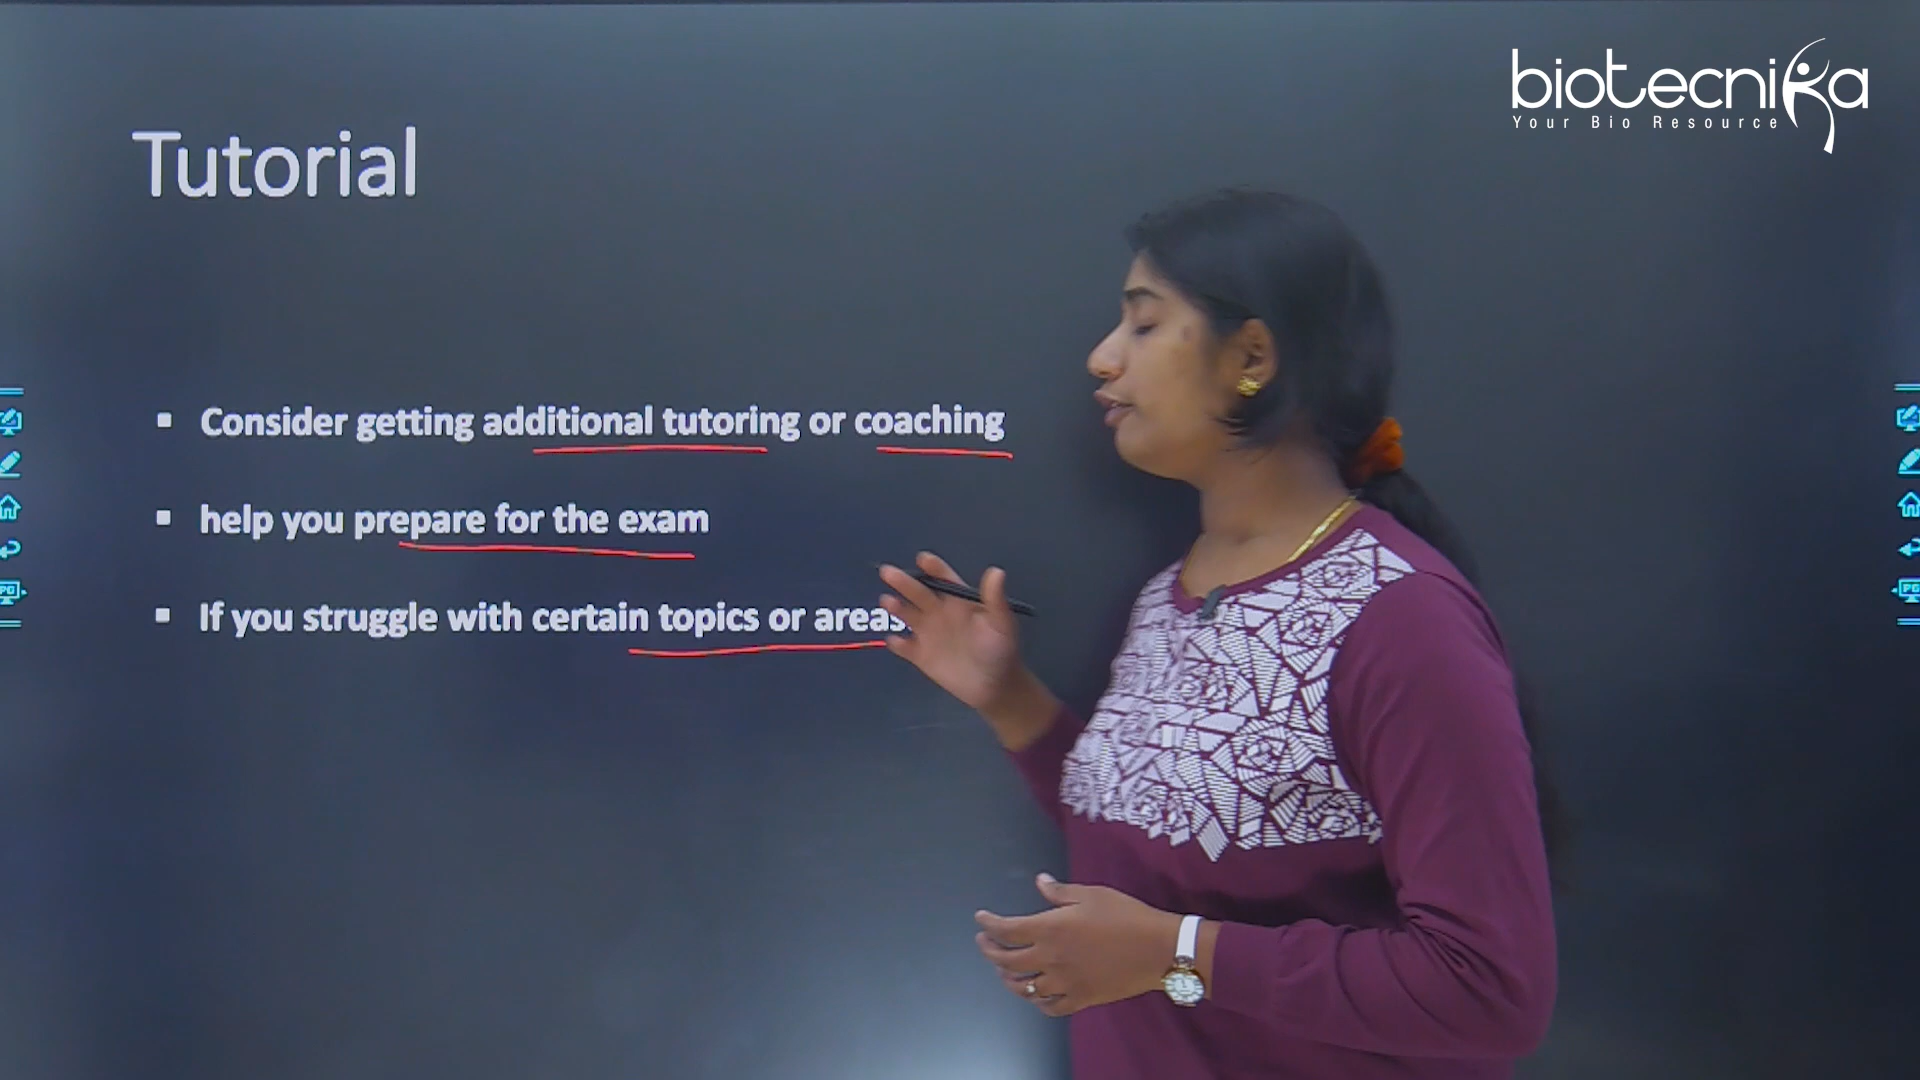 biotecnika
Your Bio Resource
Tutorial
▪ Consider getting additional tutoring or coaching
▪ help you prepare for the exam
▪ If you struggle with certain topics or areas.